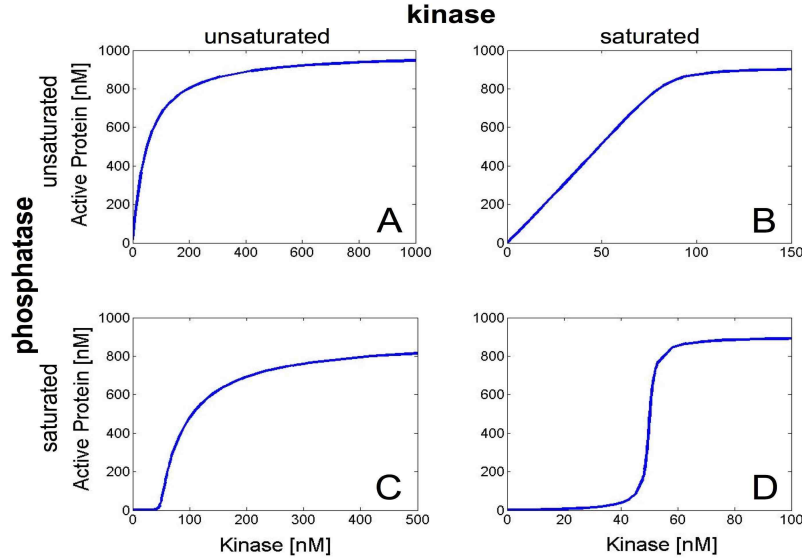 kinase
unsaturated
saturated
phosphatase
unsaturated
Active Protein [nM]
1000
800
600
400
200
0
0 200 400 600 800 1000
A
1000
800
600
400
200
0
0 50 100 150
B
saturated
Active Protein [nM]
1000
800
600
400
200
0
0 100 200 300 400 500
Kinase [nM]
C
1000
800
600
400
200
0
0 20 40 60 80 100
Kinase [nM]
D